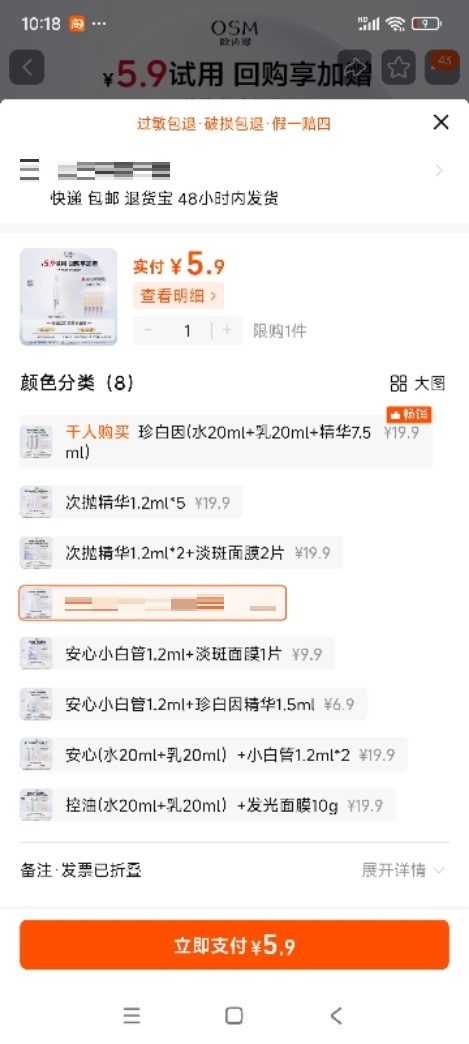 10:18 淘 ···
HD 9
OSM
欧诗漫
¥5.9试用 回购享加赠
43
过敏包退·破损包退·假一赔四
快递 包邮 退货宝 48小时内发货
实付 ¥5.9
查看明细 >
- 1 + 限购1件
颜色分类（8） 大图
畅销
千人购买 珍白因(水20ml+乳20ml+精华7.5 ¥19.9
ml)
次抛精华1.2ml*5 ¥19.9
次抛精华1.2ml*2+淡斑面膜2片 ¥19.9
安心小白管1.2ml+淡斑面膜1片 ¥9.9
安心小白管1.2ml+珍白因精华1.5ml ¥6.9
安心(水20ml+乳20ml）+小白管1.2ml*2 ¥19.9
控油(水20ml+乳20ml）+发光面膜10g ¥19.9
备注·发票已折叠 展开详情
立即支付¥5.9